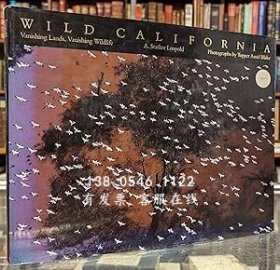 WILD CALIFORNIA
Vanishing Lands, Vanishing Wildlife
A. Starker Leopold
Photographs by Tupper Ansel Blake
138 0546 1122
有发票,客服在线